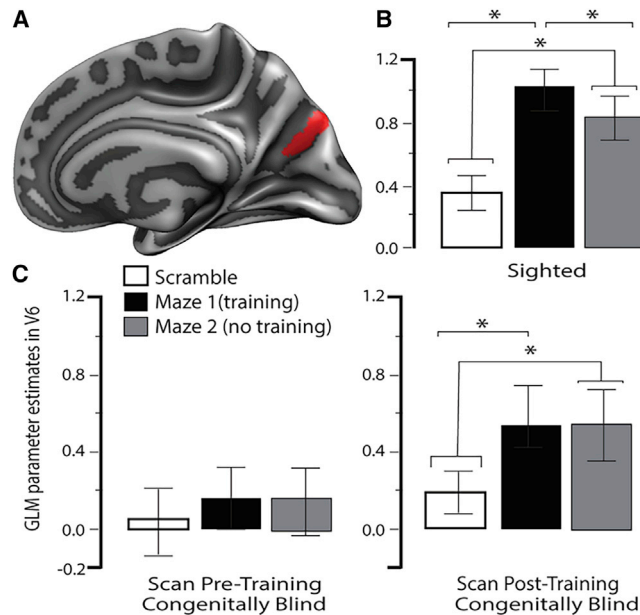 A
B
* *
*
1.2
0.8
0.4
0.0
Sighted
C
Scramble
Maze 1(training)
Maze 2 (no training)
GLM parameter estimates in V6
1.2
0.8
0.4
0.0
-0.2
Scan Pre-Training
Congenitally Blind
1.2
0.8
0.4
0.0
*
*
Scan Post-Training
Congenitally Blind